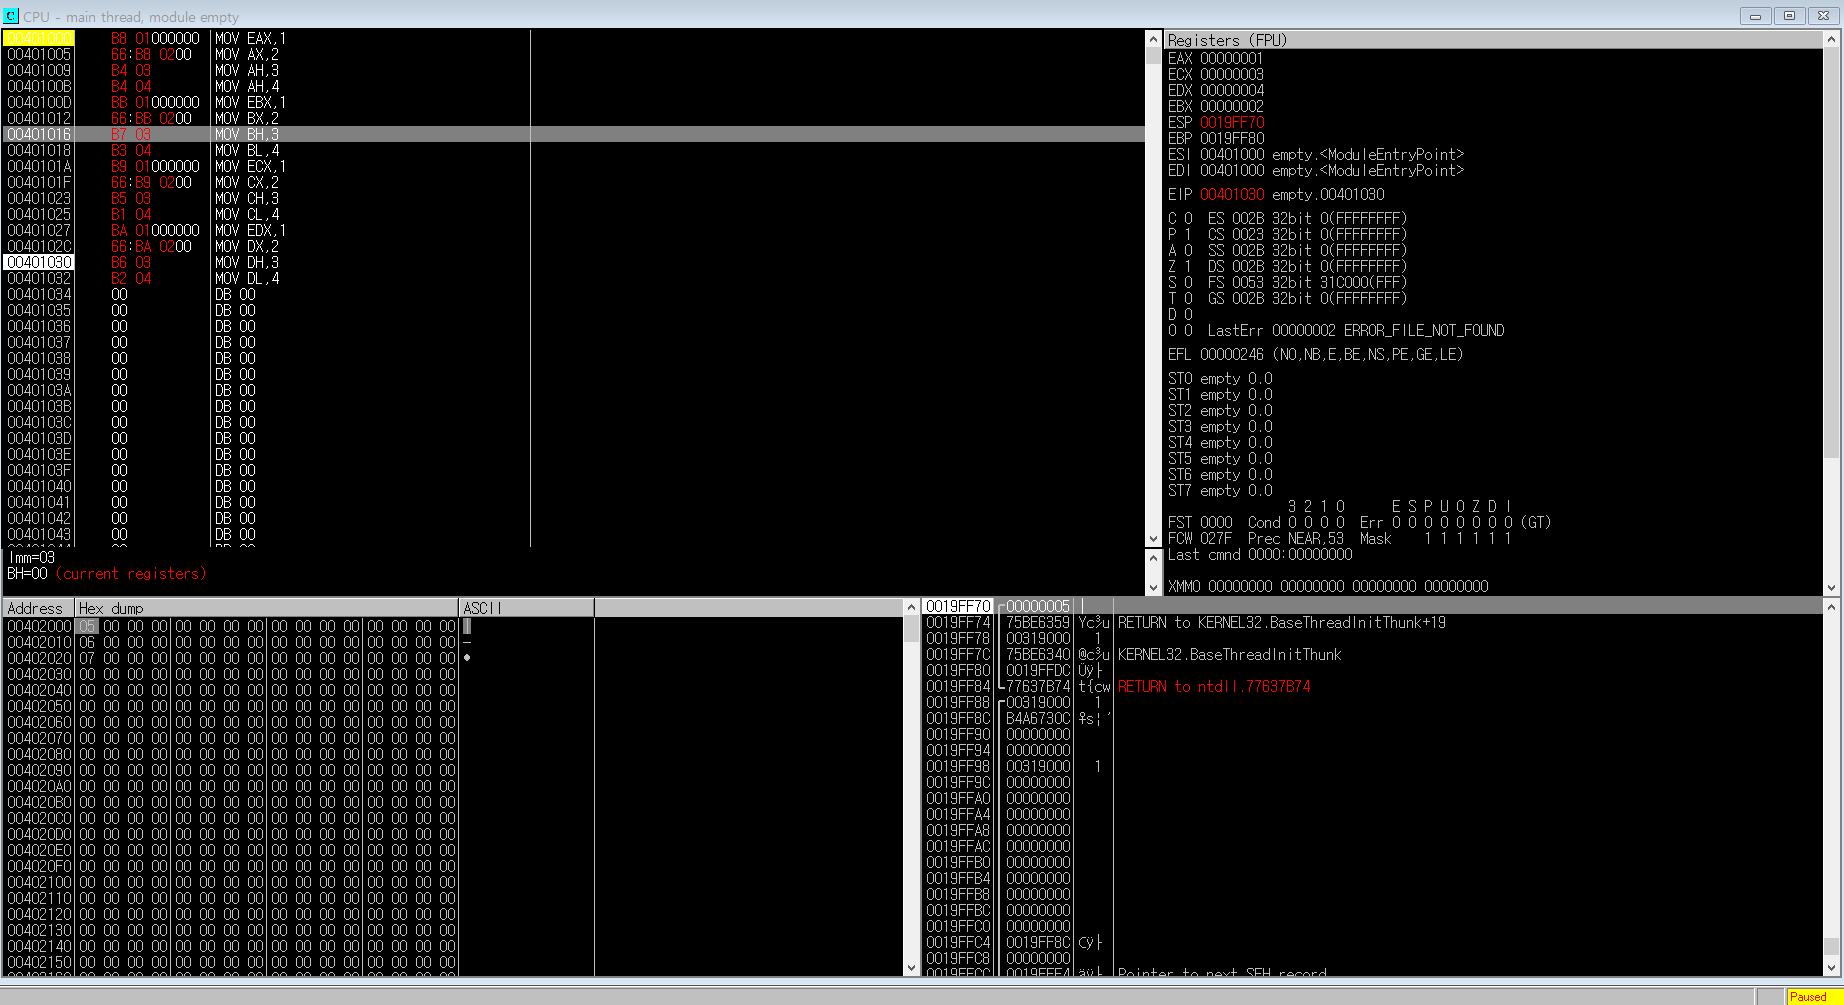 C CPU - main thread, module empty
00401000 B8 01000000 MOV EAX,1
00401005 66:B8 0200 MOV AX,2
00401009 B4 03 MOV AH,3
0040100B B4 04 MOV AH,4
0040100D BB 01000000 MOV EBX,1
00401012 66:BB 0200 MOV BX,2
00401016 B7 03 MOV BH,3
00401018 B3 04 MOV BL,4
0040101A B9 01000000 MOV ECX,1
0040101F 66:B9 0200 MOV CX,2
00401023 B5 03 MOV CH,3
00401025 B1 04 MOV CL,4
00401027 BA 01000000 MOV EDX,1
0040102C 66:BA 0200 MOV DX,2
00401030 B6 03 MOV DH,3
00401032 B2 04 MOV DL,4
00401034 00 DB 00
00401035 00 DB 00
00401036 00 DB 00
00401037 00 DB 00
00401038 00 DB 00
00401039 00 DB 00
0040103A 00 DB 00
0040103B 00 DB 00
0040103C 00 DB 00
0040103D 00 DB 00
0040103E 00 DB 00
0040103F 00 DB 00
00401040 00 DB 00
00401041 00 DB 00
00401042 00 DB 00
00401043 00 DB 00
Imm=03
BH=00 (current registers)
Registers (FPU)
EAX 00000001
ECX 00000003
EDX 00000004
EBX 00000002
ESP 0019FF70
EBP 0019FF80
ESI 00401000 empty.<ModuleEntryPoint>
EDI 00401000 empty.<ModuleEntryPoint>
EIP 00401030 empty.00401030
C 0 ES 002B 32bit 0(FFFFFFFF)
P 1 CS 0023 32bit 0(FFFFFFFF)
A 0 SS 002B 32bit 0(FFFFFFFF)
Z 1 DS 002B 32bit 0(FFFFFFFF)
S 0 FS 0053 32bit 31C000(FFF)
T 0 GS 002B 32bit 0(FFFFFFFF)
D 0
O 0 LastErr 00000002 ERROR_FILE_NOT_FOUND
EFL 00000246 (NO,NB,E,BE,NS,PE,GE,LE)
ST0 empty 0.0
ST1 empty 0.0
ST2 empty 0.0
ST3 empty 0.0
ST4 empty 0.0
ST5 empty 0.0
ST6 empty 0.0
ST7 empty 0.0
3 2 1 0 E S P U O Z D I
FST 0000 Cond 0 0 0 0 Err 0 0 0 0 0 0 0 0 (GT)
FCW 027F Prec NEAR,53 Mask 1 1 1 1 1 1
Last cmnd 0000:00000000
XMM0 00000000 00000000 00000000 00000000
Address Hex dump ASCII
00402000 05 00 00 00 00 00 00 00 00 00 00 00 00 00 00 00
00402010 06 00 00 00 00 00 00 00 00 00 00 00 00 00 00 00
00402020 07 00 00 00 00 00 00 00 00 00 00 00 00 00 00 00
00402030 00 00 00 00 00 00 00 00 00 00 00 00 00 00 00 00
00402040 00 00 00 00 00 00 00 00 00 00 00 00 00 00 00 00
00402050 00 00 00 00 00 00 00 00 00 00 00 00 00 00 00 00
00402060 00 00 00 00 00 00 00 00 00 00 00 00 00 00 00 00
00402070 00 00 00 00 00 00 00 00 00 00 00 00 00 00 00 00
00402080 00 00 00 00 00 00 00 00 00 00 00 00 00 00 00 00
00402090 00 00 00 00 00 00 00 00 00 00 00 00 00 00 00 00
004020A0 00 00 00 00 00 00 00 00 00 00 00 00 00 00 00 00
004020B0 00 00 00 00 00 00 00 00 00 00 00 00 00 00 00 00
004020C0 00 00 00 00 00 00 00 00 00 00 00 00 00 00 00 00
004020D0 00 00 00 00 00 00 00 00 00 00 00 00 00 00 00 00
004020E0 00 00 00 00 00 00 00 00 00 00 00 00 00 00 00 00
004020F0 00 00 00 00 00 00 00 00 00 00 00 00 00 00 00 00
00402100 00 00 00 00 00 00 00 00 00 00 00 00 00 00 00 00
00402110 00 00 00 00 00 00 00 00 00 00 00 00 00 00 00 00
00402120 00 00 00 00 00 00 00 00 00 00 00 00 00 00 00 00
00402130 00 00 00 00 00 00 00 00 00 00 00 00 00 00 00 00
00402140 00 00 00 00 00 00 00 00 00 00 00 00 00 00 00 00
00402150 00 00 00 00 00 00 00 00 00 00 00 00 00 00 00 00
0019FF70 00000005
0019FF74 75BE6359 Yc³u RETURN to KERNEL32.BaseThreadInitThunk+19
0019FF78 00319000 1
0019FF7C 75BE6340 @c³u KERNEL32.BaseThreadInitThunk
0019FF80 0019FFDC Üÿ
0019FF84 77637B74 t{cw RETURN to ntdll.77637B74
0019FF88 00319000 1
0019FF8C B4A6730C s¦´
0019FF90 00000000
0019FF94 00000000
0019FF98 00319000 1
0019FF9C 00000000
0019FFA0 00000000
0019FFA4 00000000
0019FFA8 00000000
0019FFAC 00000000
0019FFB0 00000000
0019FFB4 00000000
0019FFB8 00000000
0019FFBC 00000000
0019FFC0 00000000
0019FFC4 0019FF8C Çÿ
0019FFC8 00000000
0019FFCC 0019FFE4 äÿ Pointer to next SEH record
Paused